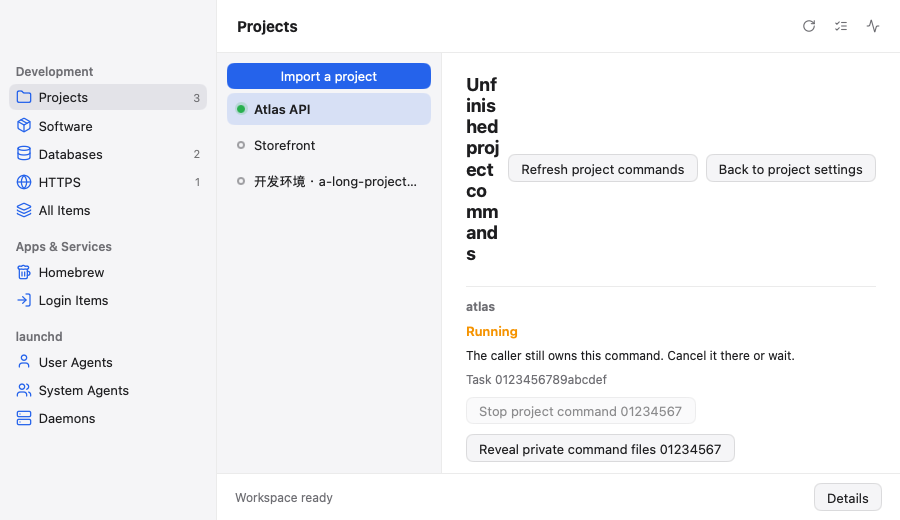 Projects
Development
Projects 3
Software
Databases 2
HTTPS 1
All Items
Apps & Services
Homebrew
Login Items
launchd
User Agents
System Agents
Daemons
Import a project
Atlas API
Storefront
开发环境 · a-long-project...
Unf
inis
hed
proj
ect
co
mm
and
s
Refresh project commands
Back to project settings
atlas
Running
The caller still owns this command. Cancel it there or wait.
Task 0123456789abcdef
Stop project command 01234567
Reveal private command files 01234567
Workspace ready
Details